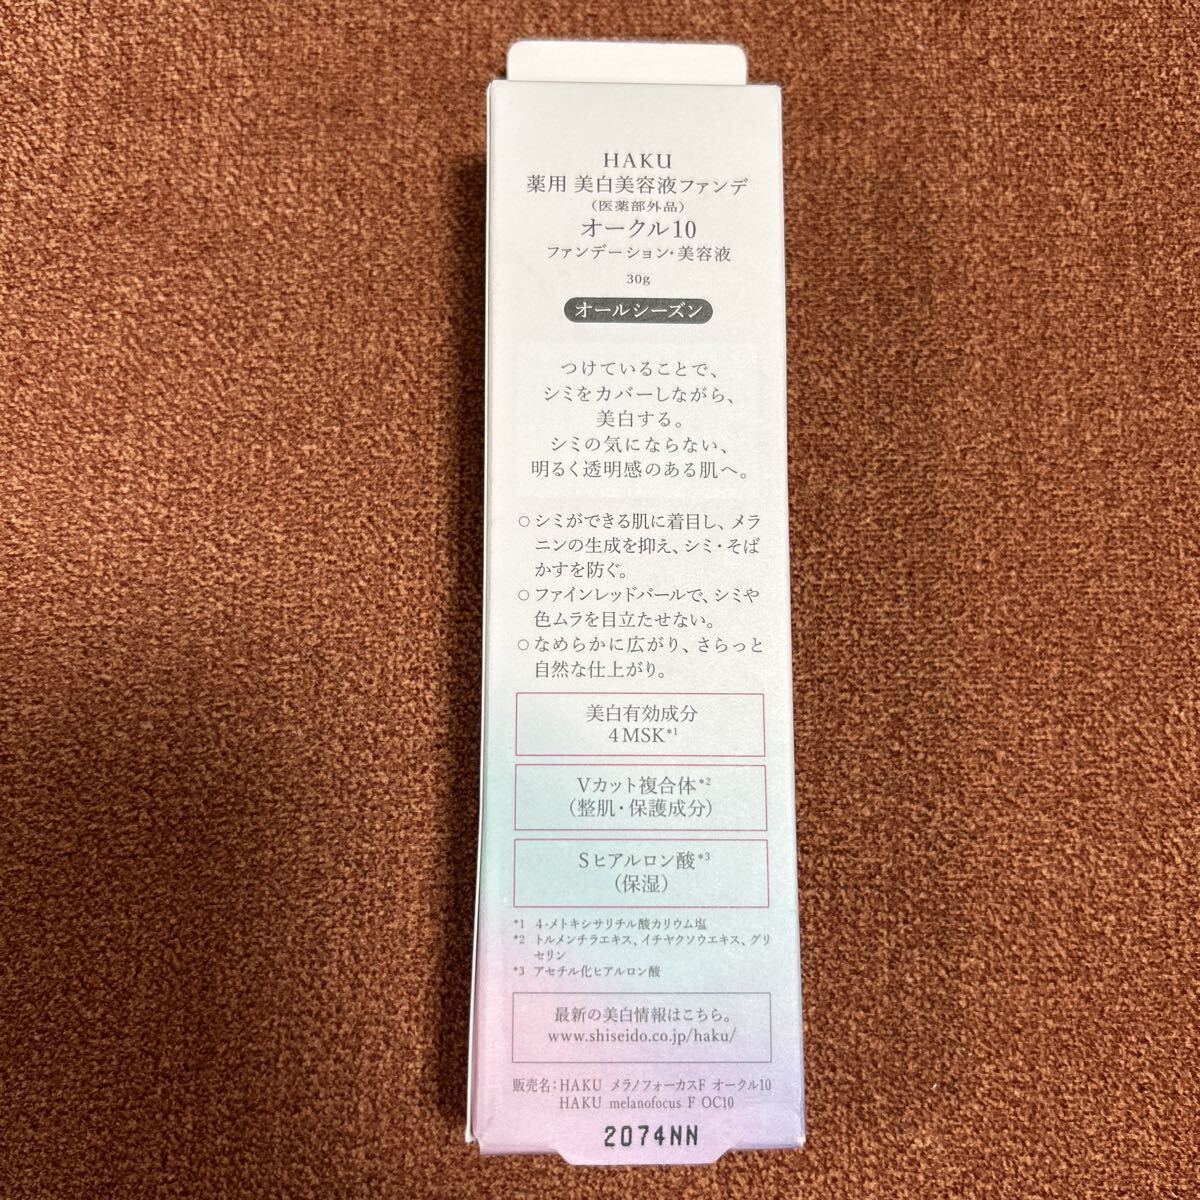 HAKU
薬用 美白美容液ファンデ
（医薬部外品）
オークル10
ファンデーション・美容液
30g
オールシーズン
つけていることで、
シミをカバーしながら、
美白する。
シミの気にならない、
明るく透明感のある肌へ。
○シミができる肌に着目し、メラ
ニンの生成を抑え、シミ・そば
かすを防ぐ。
○ファインレッドパールで、シミや
色ムラを目立たせない。
○なめらかに広がり、さらっと
自然な仕上がり。
美白有効成分
4MSK*1
Vカット複合体*2
（整肌・保護成分）
Sヒアルロン酸*3
（保湿）
*1 4-メトキシサリチル酸カリウム塩
*2 トルメンチラエキス、イチヤクソウエキス、グリ
セリン
*3 アセチル化ヒアルロン酸
最新の美白情報はこちら。
www.shiseido.co.jp/haku/
販売名：HAKU メラノフォーカスF オークル10
HAKU melanofocus F OC10
2074NN